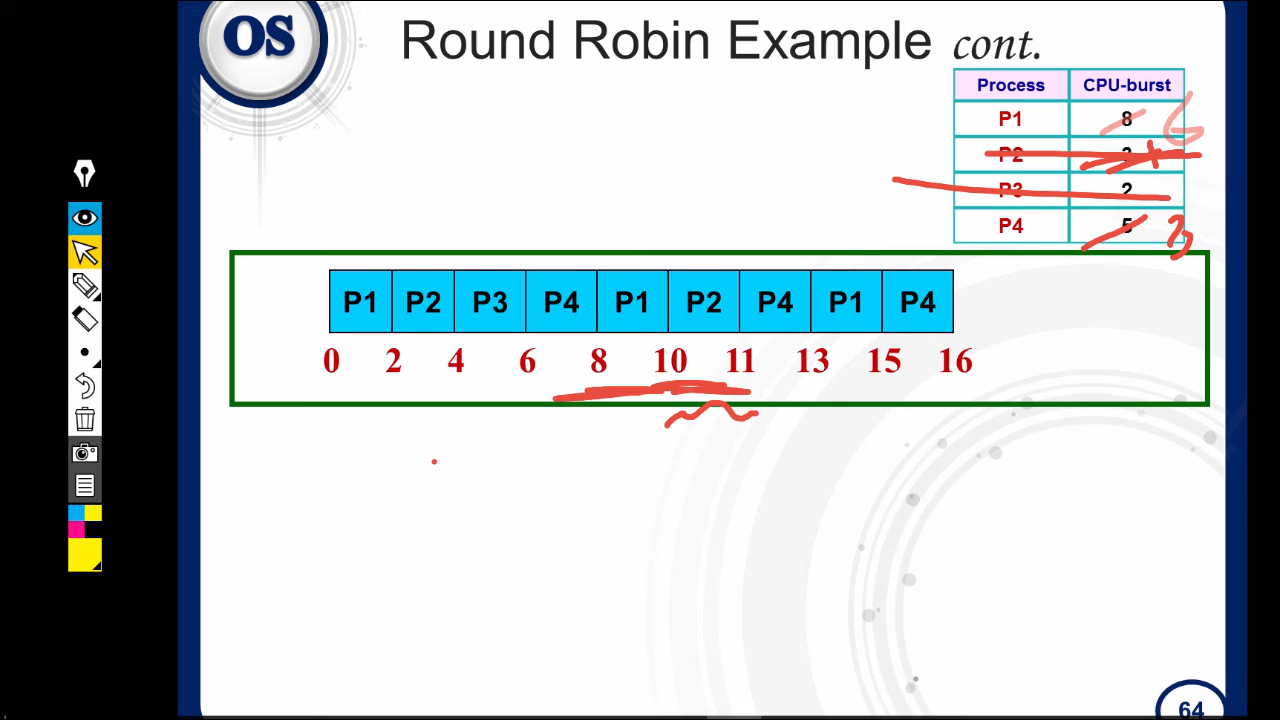 OS
Round Robin Example cont.
Process CPU-burst
P1 8 6
P2
P3 2
P4 5 3
P1 P2 P3 P4 P1 P2 P4 P1 P4
0 2 4 6 8 10 11 13 15 16
64